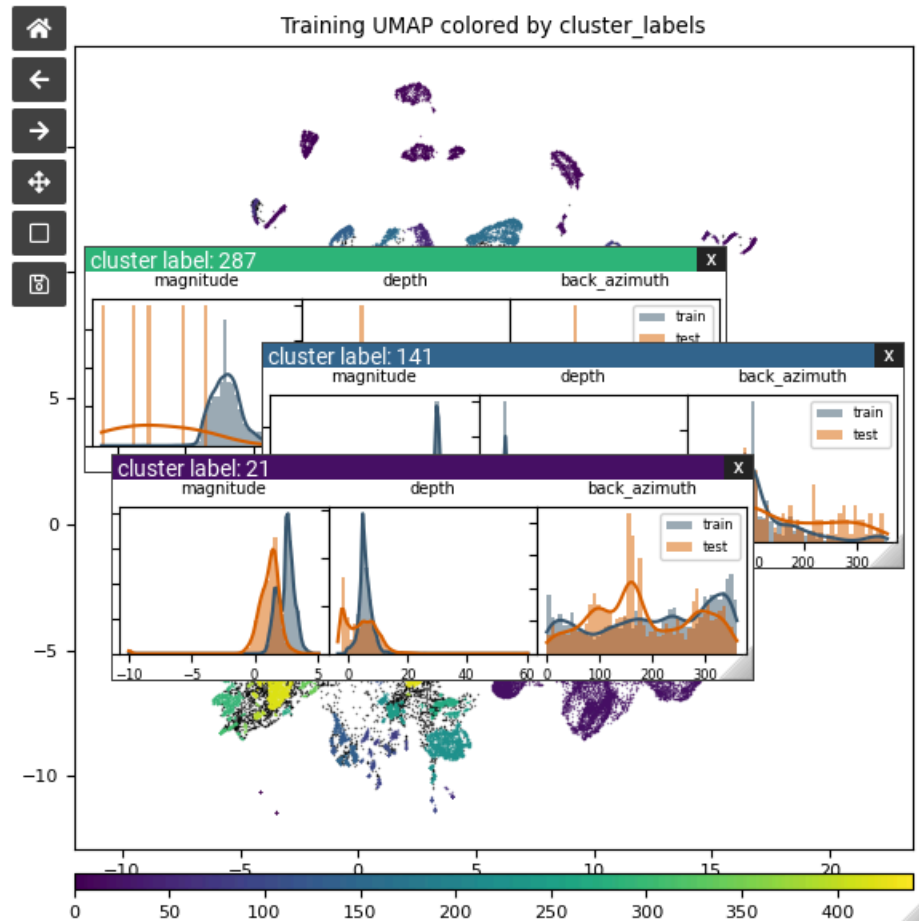 Training UMAP colored by cluster_labels
cluster label: 287 x
magnitude depth back_azimuth
train
test
cluster label: 141 x
magnitude depth back_azimuth
train
test
200 300
cluster label: 21 x
magnitude depth back_azimuth
train
test
−10 −5 0 5 0 20 40 60 0 100 200 300
5
0
−5
−10
−10 −5 0 5 10 15 20
0 50 100 150 200 250 300 350 400